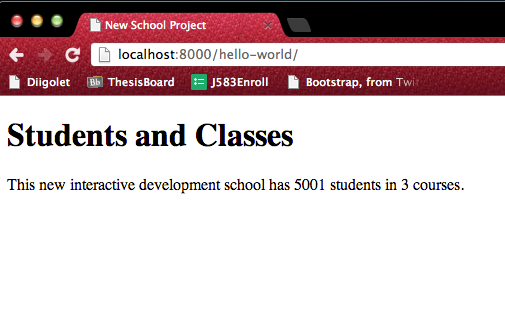 New School Project
localhost:8000/hello-world/
Diigolet Bb ThesisBoard J583Enroll Bootstrap, from Twi
Students and Classes
This new interactive development school has 5001 students in 3 courses.